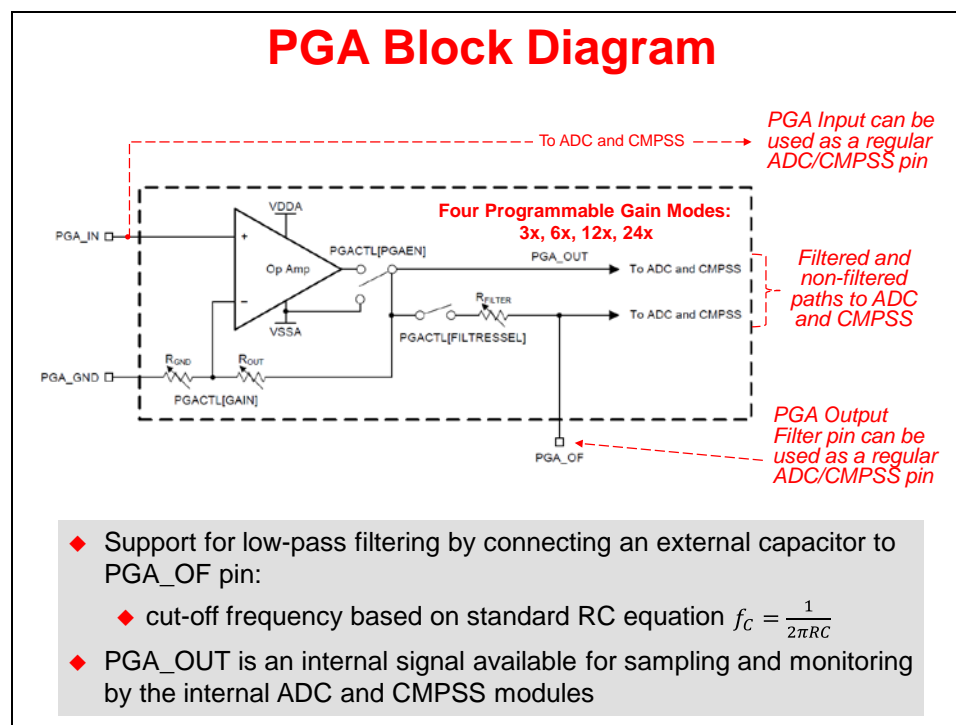 PGA Block Diagram
To ADC and CMPSS
PGA Input can be
used as a regular
ADC/CMPSS pin
VDDA
Four Programmable Gain Modes:
3x, 6x, 12x, 24x
PGA_IN
+
PGACTL[PGAEN]
Op Amp
PGA_OUT
To ADC and CMPSS
Filtered and
non-filtered
paths to ADC
and CMPSS
−
RFILTER
To ADC and CMPSS
VSSA
PGACTL[FILTRESSEL]
RGND
ROUT
PGA_GND
PGACTL[GAIN]
PGA_OF
PGA Output
Filter pin can be
used as a regular
ADC/CMPSS pin
◆ Support for low-pass filtering by connecting an external capacitor to
PGA_OF pin:
◆ cut-off frequency based on standard RC equation f_C = 1/(2πRC)
◆ PGA_OUT is an internal signal available for sampling and monitoring
by the internal ADC and CMPSS modules